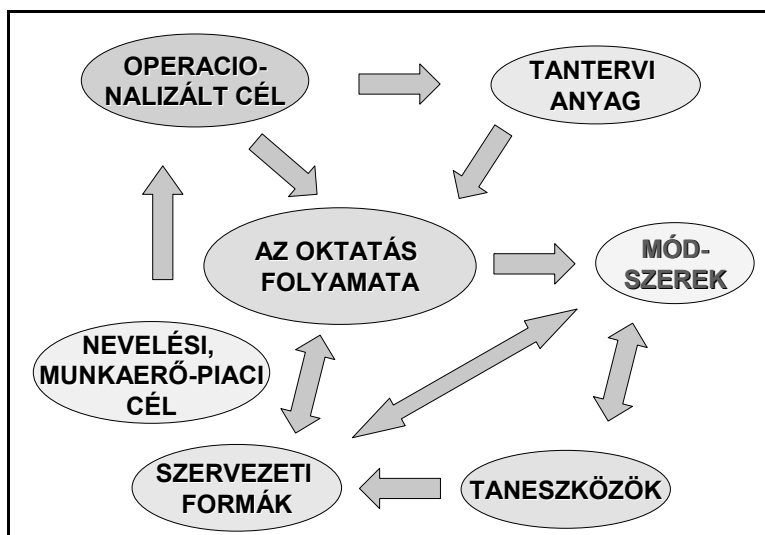 OPERACIO-
NALIZÁLT CÉL
TANTERVI
ANYAG
AZ OKTATÁS
FOLYAMATA
MÓD-
SZEREK
NEVELÉSI,
MUNKAERŐ-PIACI
CÉL
SZERVEZETI
FORMÁK
TANESZKÖZÖK